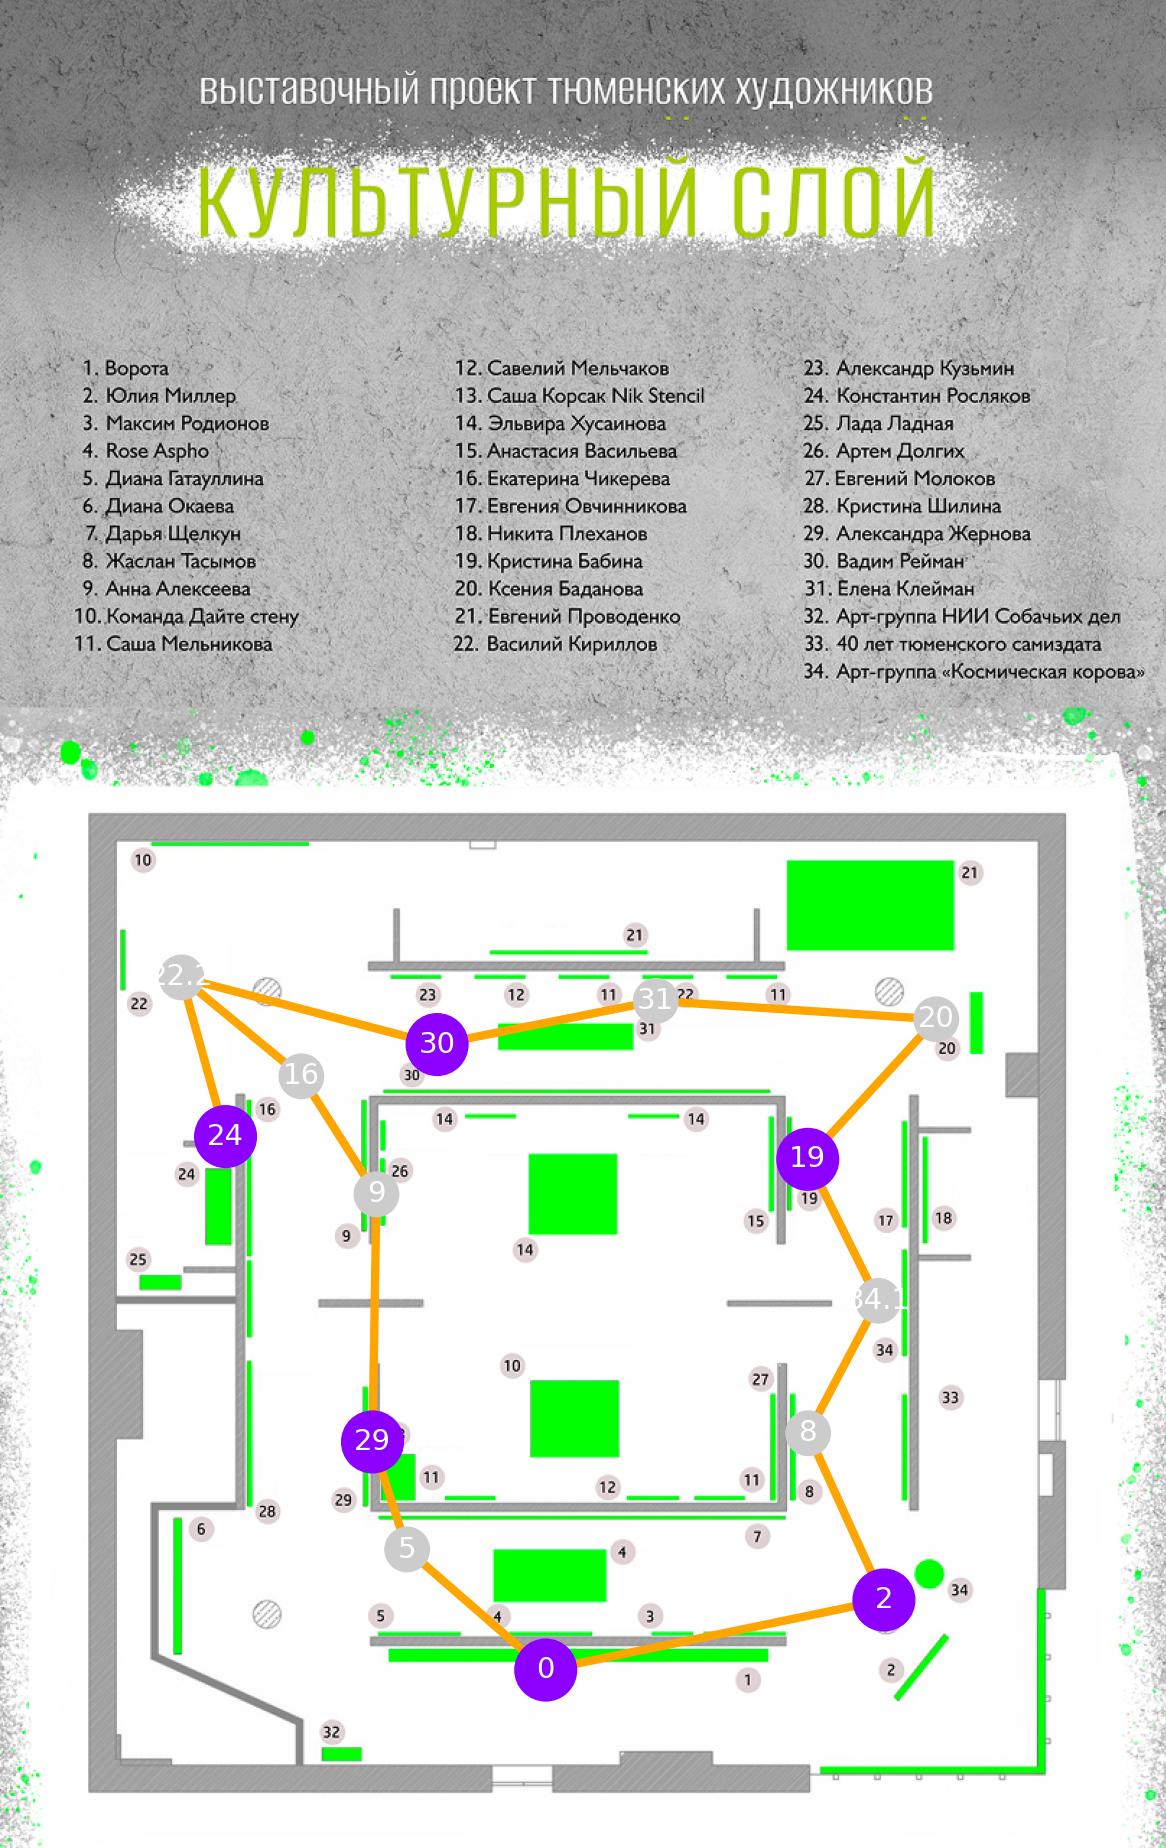 выставочный проект тюменских художников
КУЛЬТУРНЫЙ СЛОЙ
1. Ворота
2. Юлия Миллер
3. Максим Родионов
4. Rose Aspho
5. Диана Гатауллина
6. Диана Окаева
7. Дарья Щелкун
8. Жаслан Тасымов
9. Анна Алексеева
10. Команда Дайте стену
11. Саша Мельникова
12. Савелий Мельчаков
13. Саша Корсак Nik Stencil
14. Эльвира Хусаинова
15. Анастасия Васильева
16. Екатерина Чикерева
17. Евгения Овчинникова
18. Никита Плеханов
19. Кристина Бабина
20. Ксения Баданова
21. Евгений Проводенко
22. Василий Кириллов
23. Александр Кузьмин
24. Константин Росляков
25. Лада Ладная
26. Артем Долгих
27. Евгений Молоков
28. Кристина Шилина
29. Александра Жернова
30. Вадим Рейман
31. Елена Клейман
32. Арт-группа НИИ Собачьих дел
33. 40 лет тюменского самиздата
34. Арт-группа «Космическая корова»
10
21
21
22
23
12
11
22
11
31
20
30
31
20
30
16
16
14
14
24
24
26
9
19
19
15
17
18
9
14
25
34
10
27
33
29
8
11
12
11
8
29
28
6
7
5
4
34
2
5
4
3
0
1
2
32